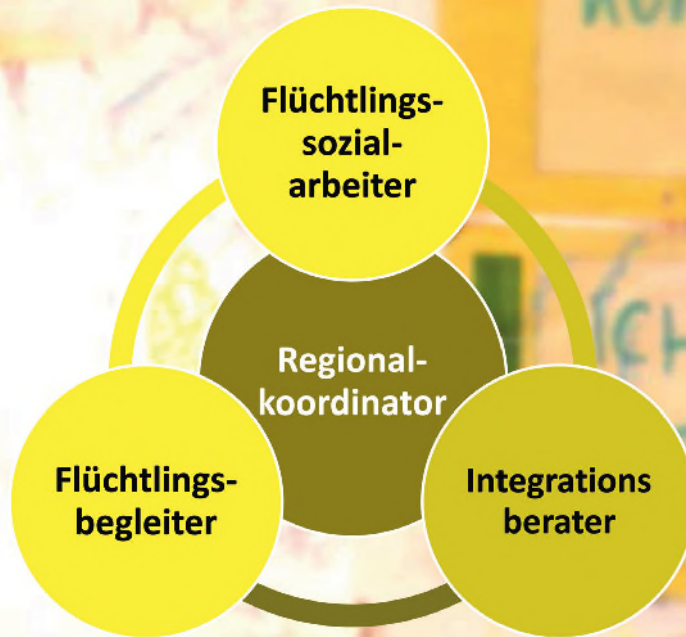 Flüchtlings-
sozial-
arbeiter
Regional-
koordinator
Flüchtlings-
begleiter
Integrations
berater